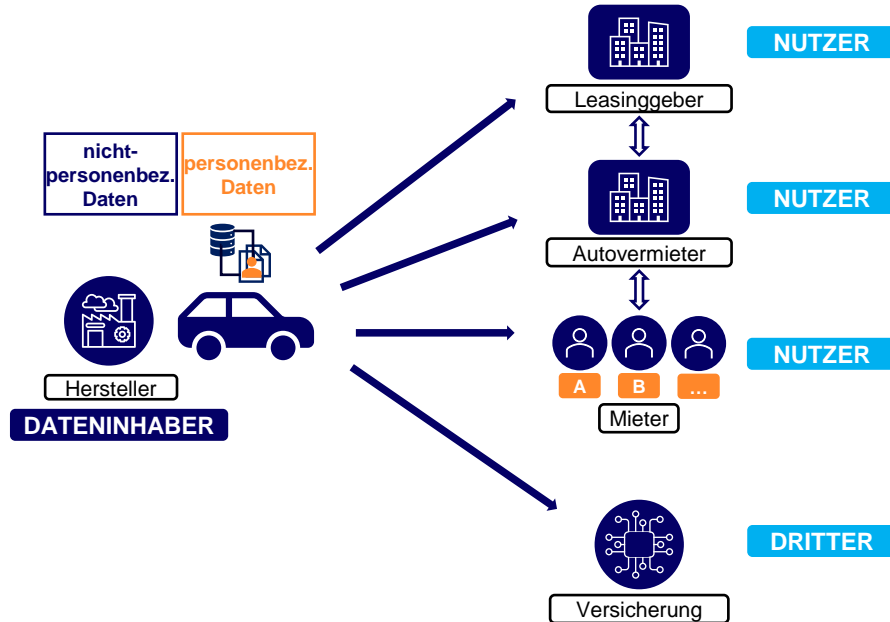 NUTZER
Leasinggeber
nicht-
personenbez.
Daten
personenbez.
Daten
NUTZER
Autovermieter
NUTZER
A
B
...
Hersteller
Mieter
DATENINHABER
DRITTER
Versicherung